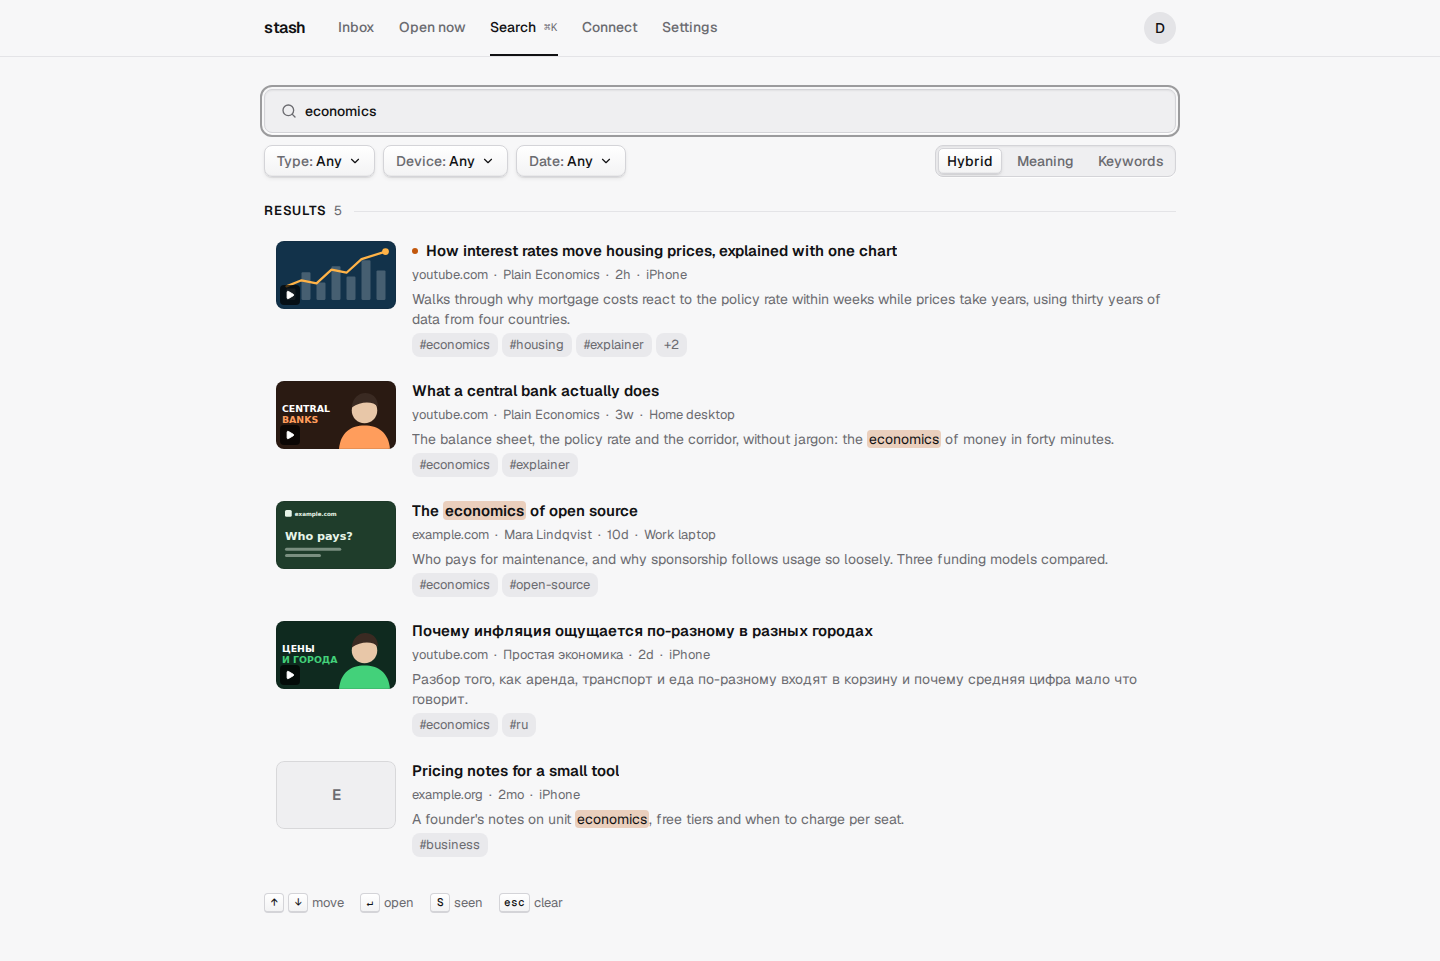 stash
Inbox
Open now
Search ⌘K
Connect
Settings
D
economics
Type: Any
Device: Any
Date: Any
Hybrid
Meaning
Keywords
RESULTS 5
How interest rates move housing prices, explained with one chart
youtube.com · Plain Economics · 2h · iPhone
Walks through why mortgage costs react to the policy rate within weeks while prices take years, using thirty years of
data from four countries.
#economics #housing #explainer +2
CENTRAL
BANKS
What a central bank actually does
youtube.com · Plain Economics · 3w · Home desktop
The balance sheet, the policy rate and the corridor, without jargon: the economics of money in forty minutes.
#economics #explainer
example.com
Who pays?
The economics of open source
example.com · Mara Lindqvist · 10d · Work laptop
Who pays for maintenance, and why sponsorship follows usage so loosely. Three funding models compared.
#economics #open-source
ЦЕНЫ
И ГОРОДА
Почему инфляция ощущается по-разному в разных городах
youtube.com · Простая экономика · 2d · iPhone
Разбор того, как аренда, транспорт и еда по-разному входят в корзину и почему средняя цифра мало что
говорит.
#economics #ru
E
Pricing notes for a small tool
example.org · 2mo · iPhone
A founder's notes on unit economics, free tiers and when to charge per seat.
#business
↑ ↓ move ↵ open S seen esc clear